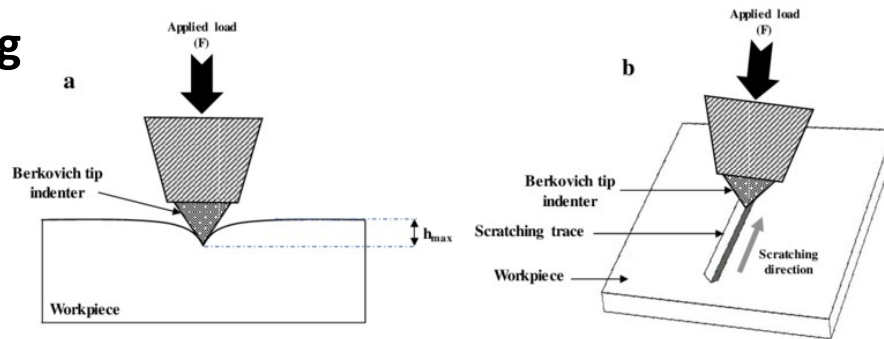 g
Applied load
(F)
a
Berkovich tip
indenter
hmax
Workpiece
Applied load
(F)
b
Berkovich tip
indenter
Scratching trace
Scratching
direction
Workpiece